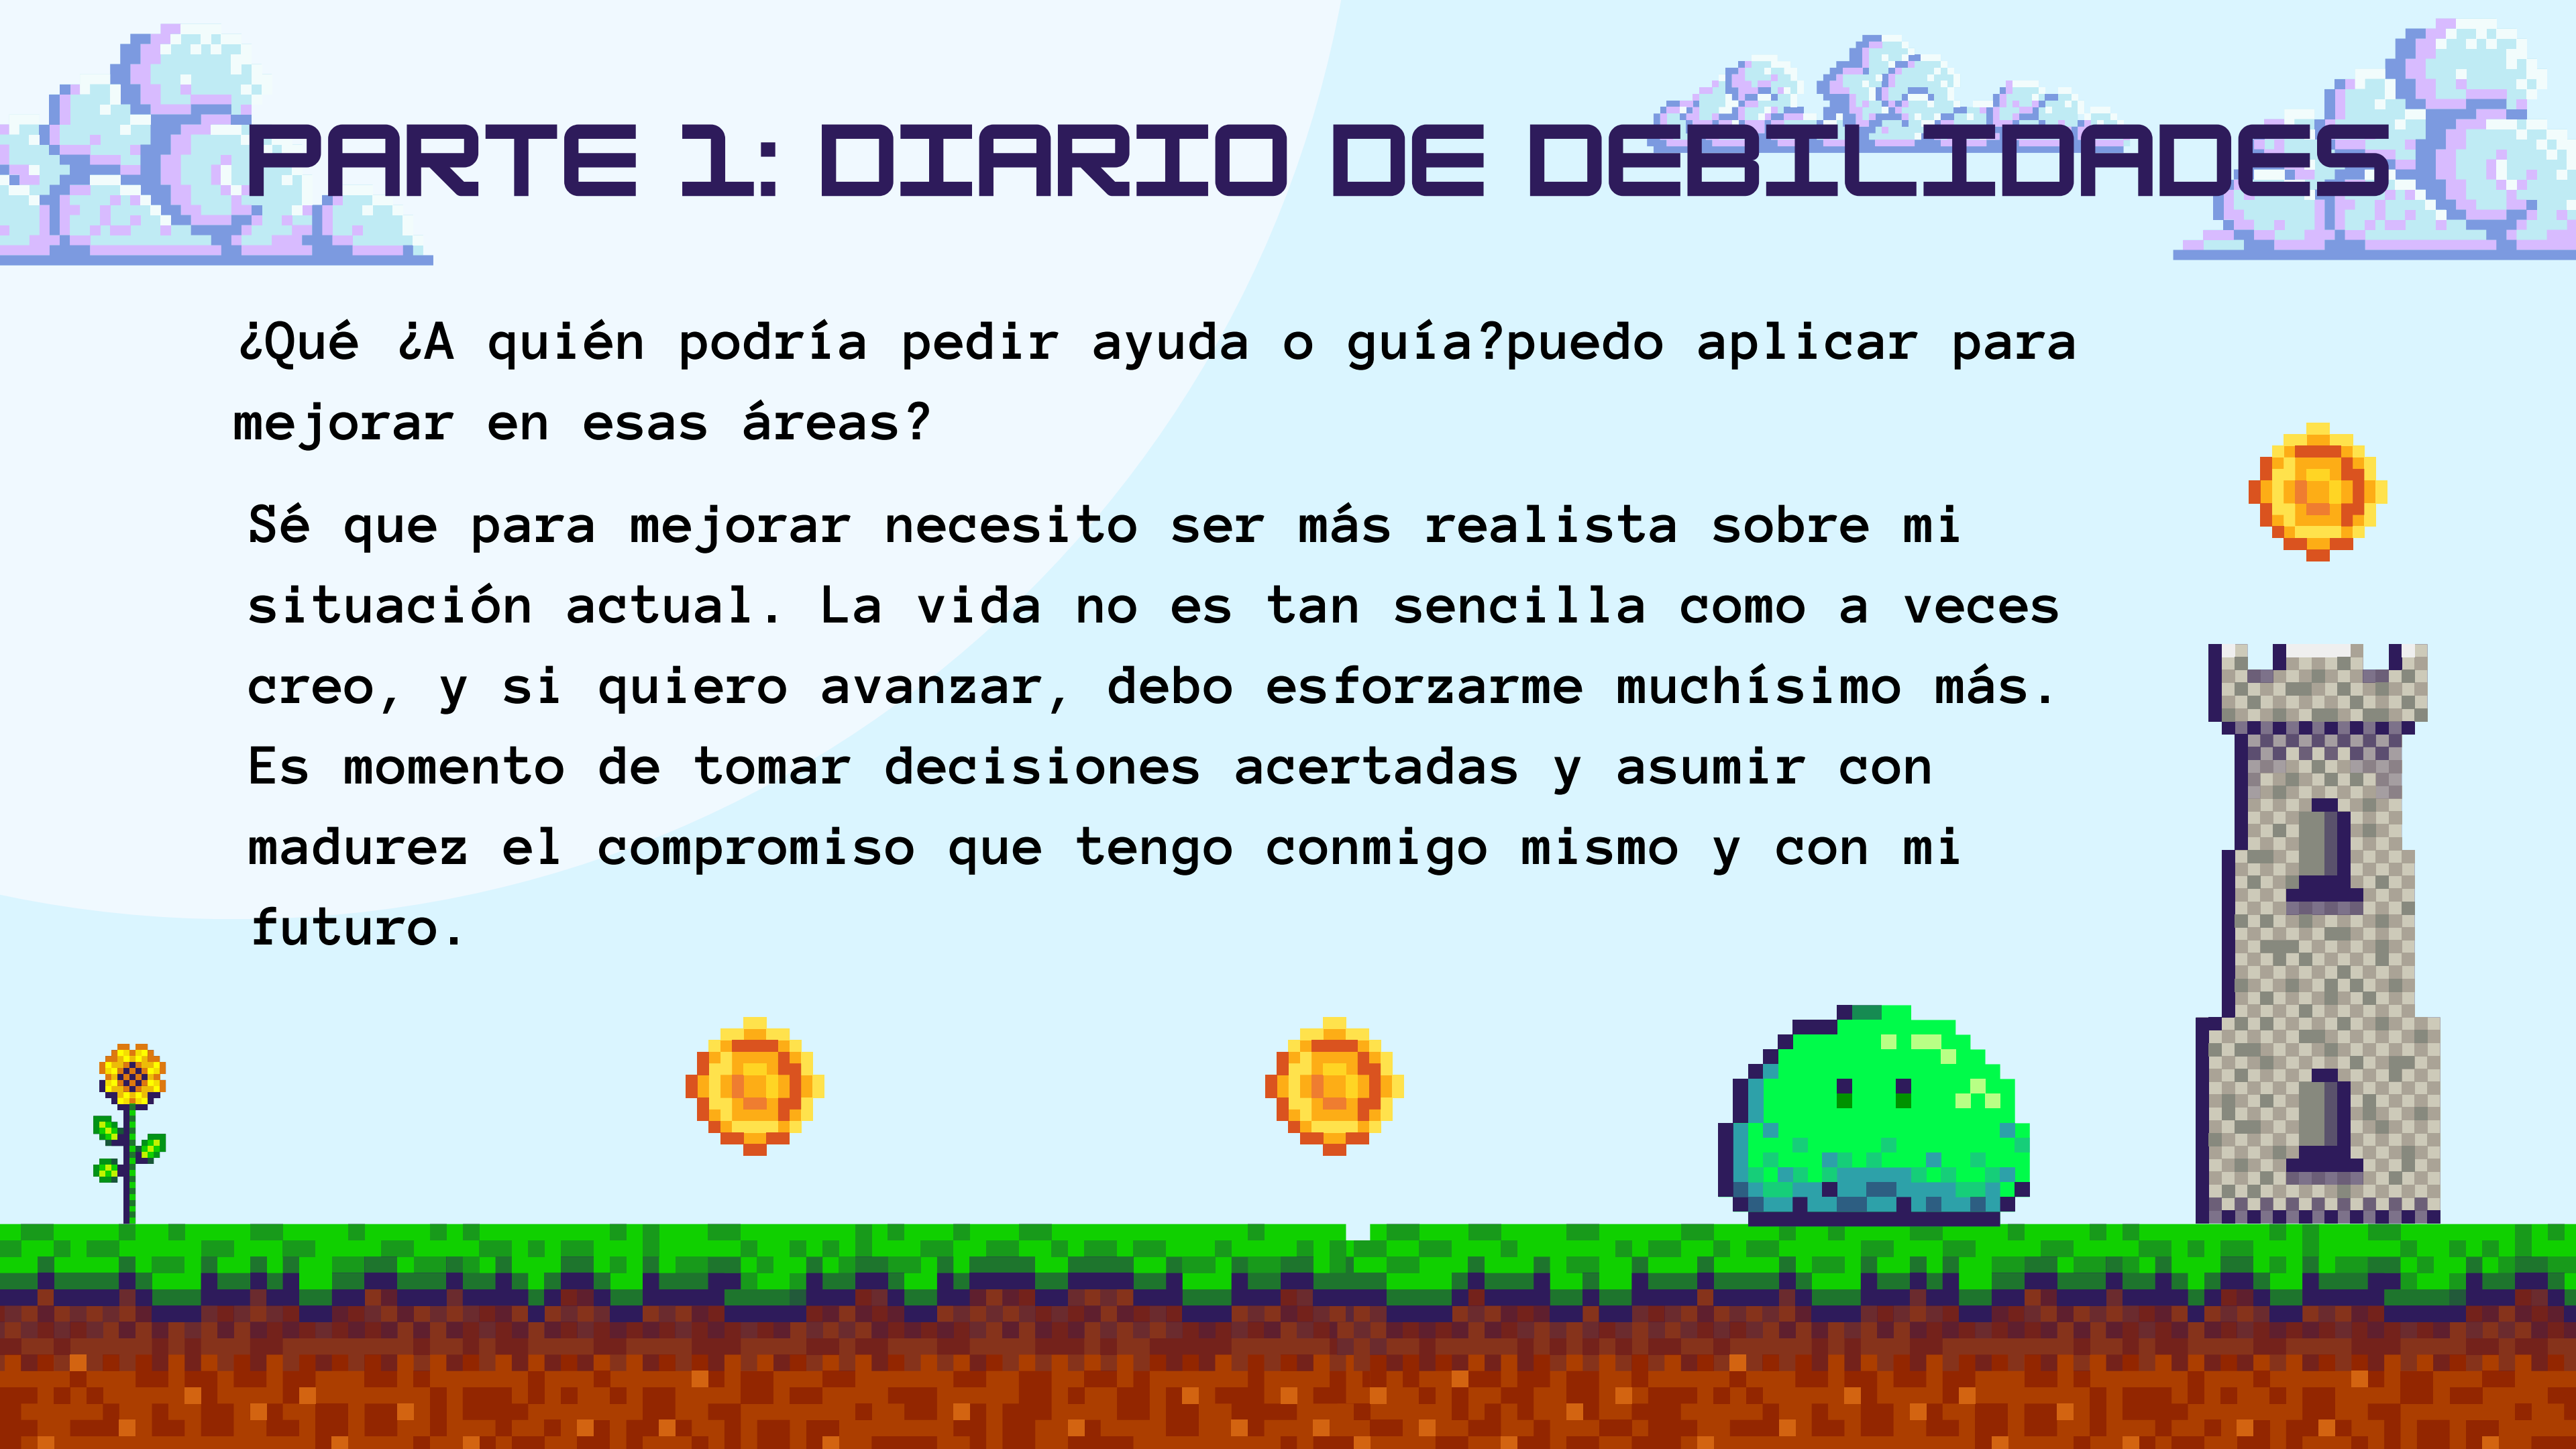 PARTE 1: DIARIO DE DEBILIDADES
¿Qué ¿A quién podría pedir ayuda o guía?puedo aplicar para
mejorar en esas áreas?
Sé que para mejorar necesito ser más realista sobre mi
situación actual. La vida no es tan sencilla como a veces
creo, y si quiero avanzar, debo esforzarme muchísimo más.
Es momento de tomar decisiones acertadas y asumir con
madurez el compromiso que tengo conmigo mismo y con mi
futuro.